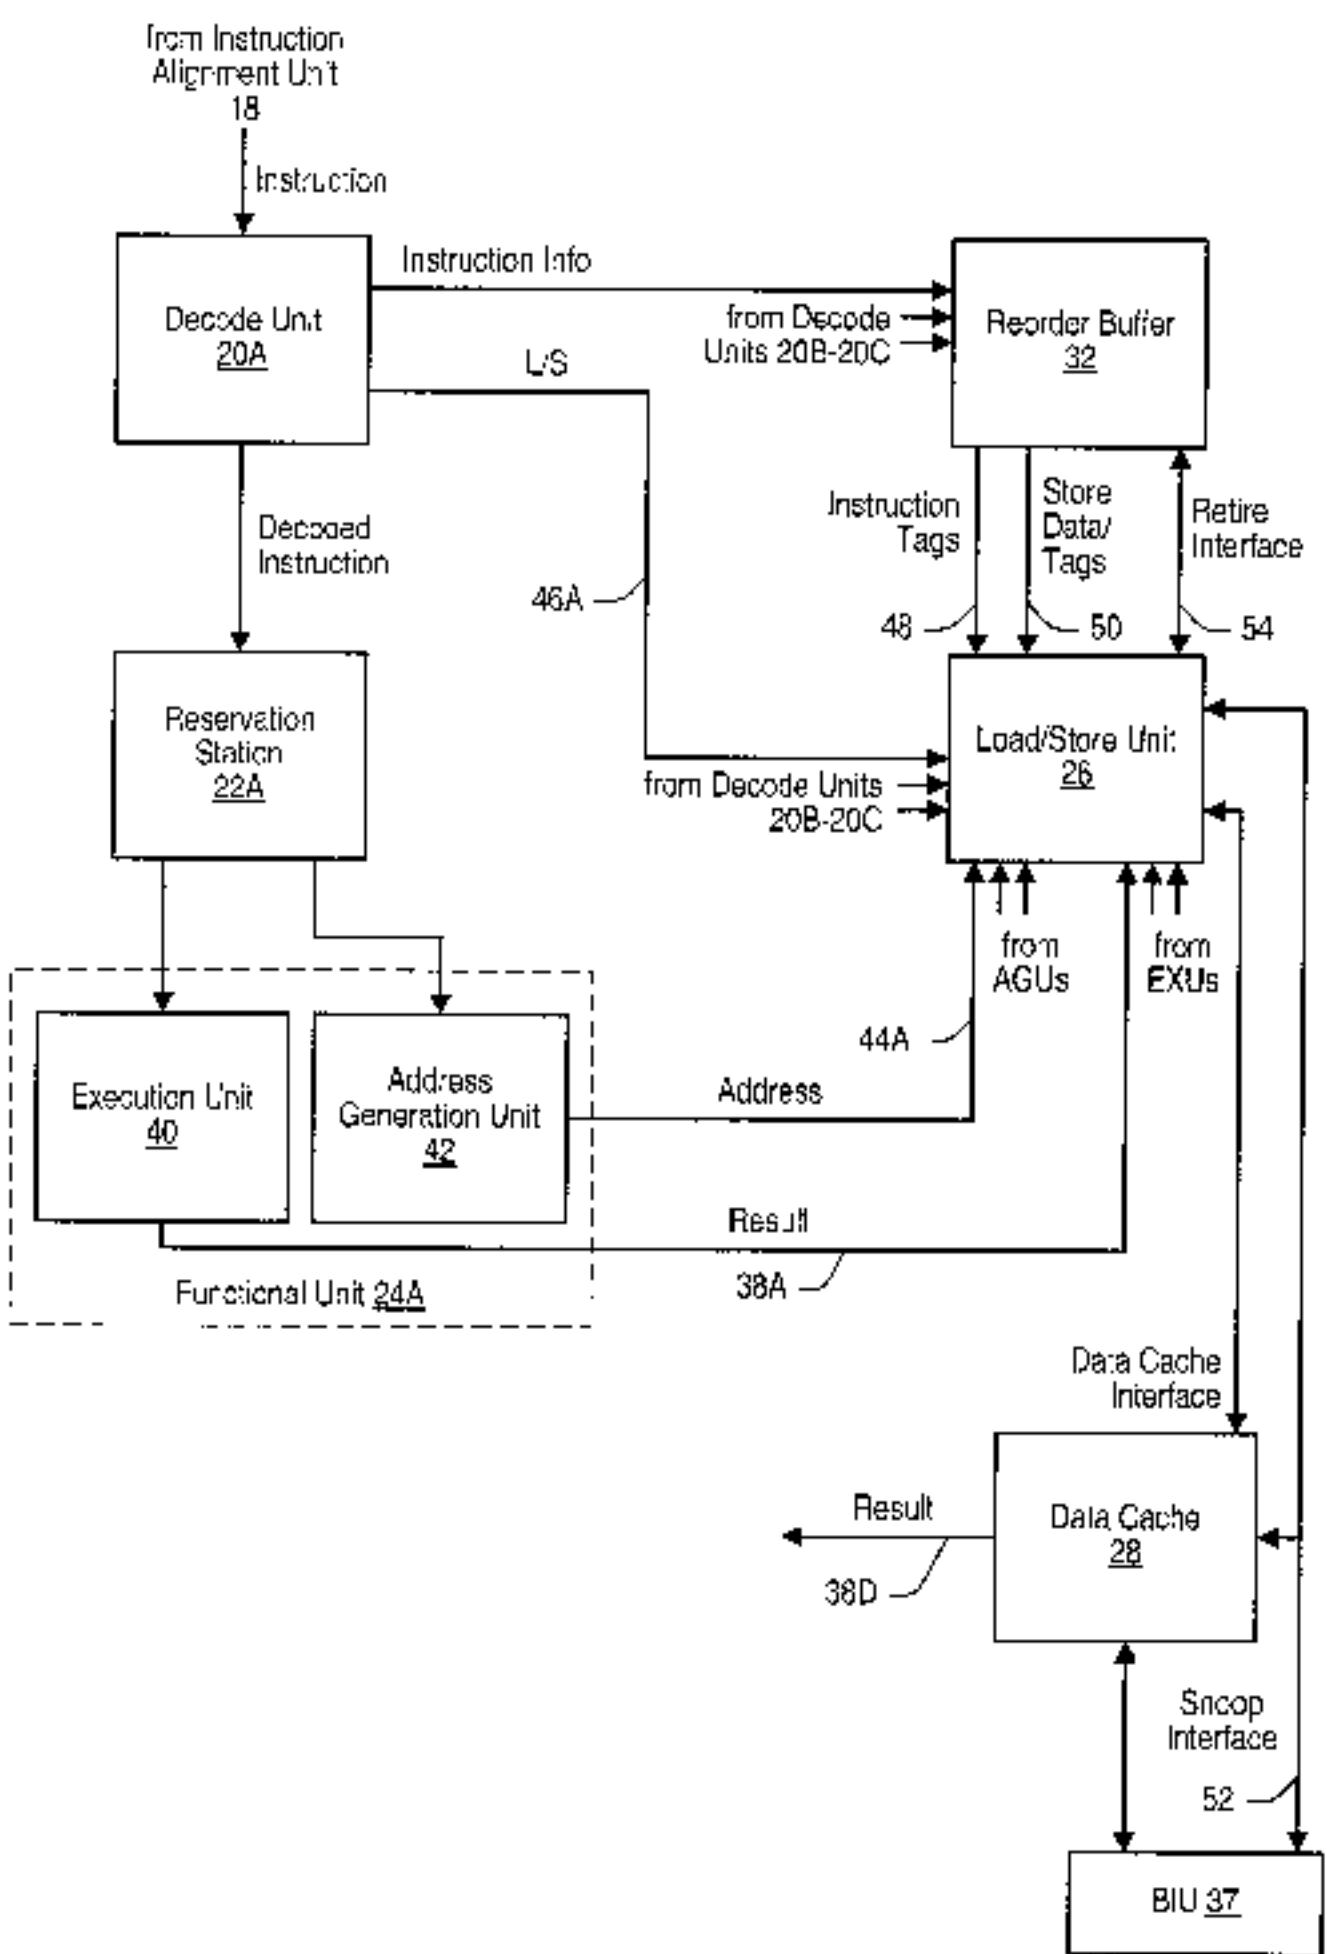 from Instruction
Alignment Unit
18
Instruction
Decode Unit
20A
Instruction Info
from Decode
Units 20B-20C
Reorder Buffer
32
L/S
Decoded
Instruction
46A
Instruction
Tags
48
Store
Data/
Tags
50
Retire
Interface
54
Reservation
Station
22A
Load/Store Unit
26
from Decode Units
20B-20C
from
AGUs
from
EXUs
44A
Execution Unit
40
Address
Generation Unit
42
Address
Result
38A
Functional Unit 24A
Data Cache
Interface
Result
38D
Data Cache
28
Snoop
Interface
52
BIU 37